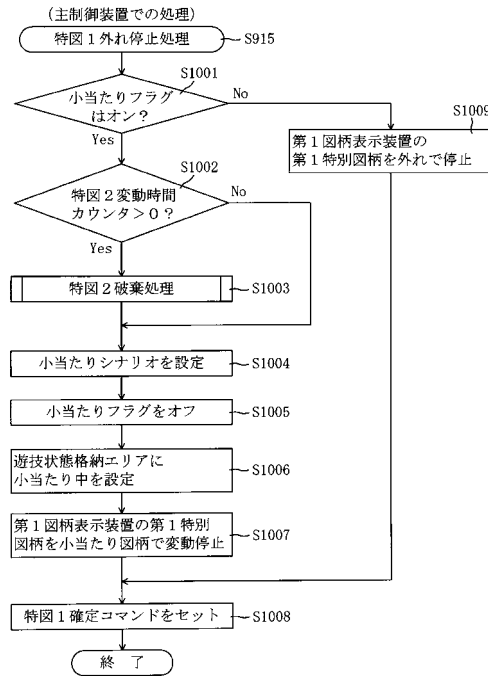 (主制御装置での処理)
特図1外れ停止処理
S915
S1001
小当たりフラグ
はオン?
No
Yes
S1009
第1図柄表示装置の
第1特別図柄を外れで停止
S1002
特図2変動時間
カウンタ>0?
No
Yes
特図2破棄処理
S1003
小当たりシナリオを設定
S1004
小当たりフラグをオフ
S1005
遊技状態格納エリアに
小当たり中を設定
S1006
第1図柄表示装置の第1特別
図柄を小当たり図柄で変動停止
S1007
特図1確定コマンドをセット
S1008
終 了